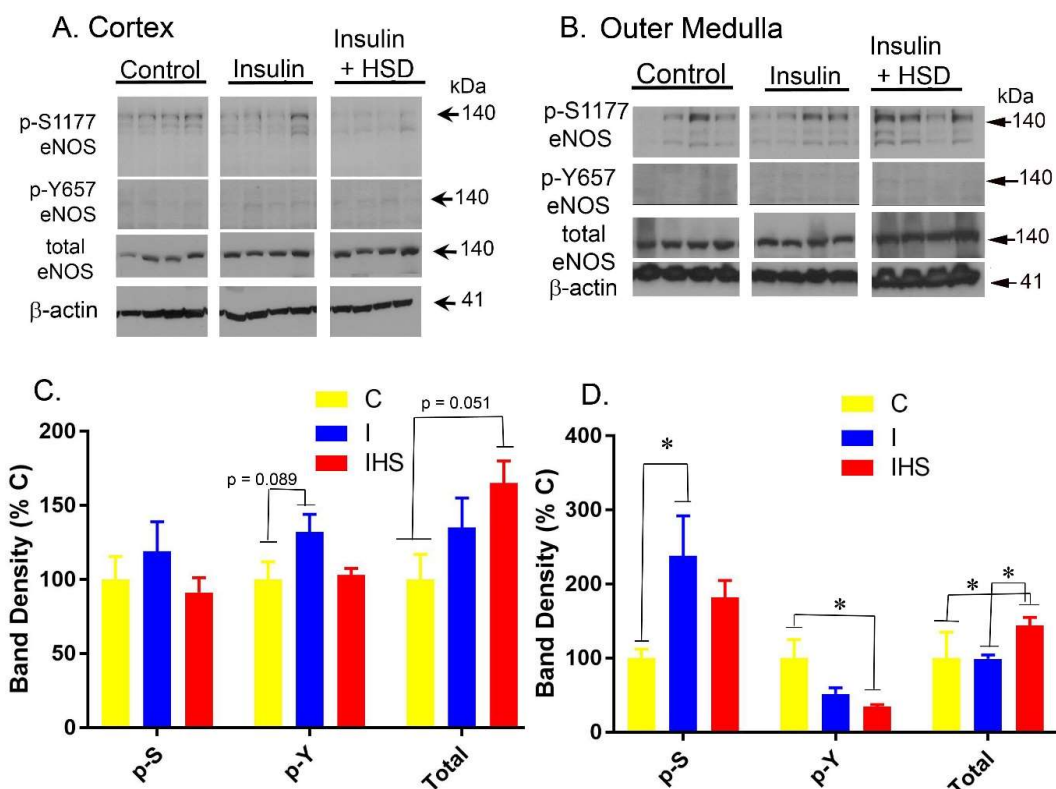 A. Cortex
Control
Insulin
Insulin
+ HSD
kDa
p-S1177
eNOS
140
p-Y657
eNOS
140
total
eNOS
140
β-actin
41
B. Outer Medulla
Control
Insulin
Insulin
+ HSD
kDa
p-S1177
eNOS
140
p-Y657
eNOS
140
total
eNOS
140
β-actin
41
C.
C
I
IHS
p = 0.089
p = 0.051
Band Density (% C)
200
150
100
50
0
p-S
p-Y
Total
D.
C
I
IHS
*
*
*
*
Band Density (% C)
400
300
200
100
0
p-S
p-Y
Total